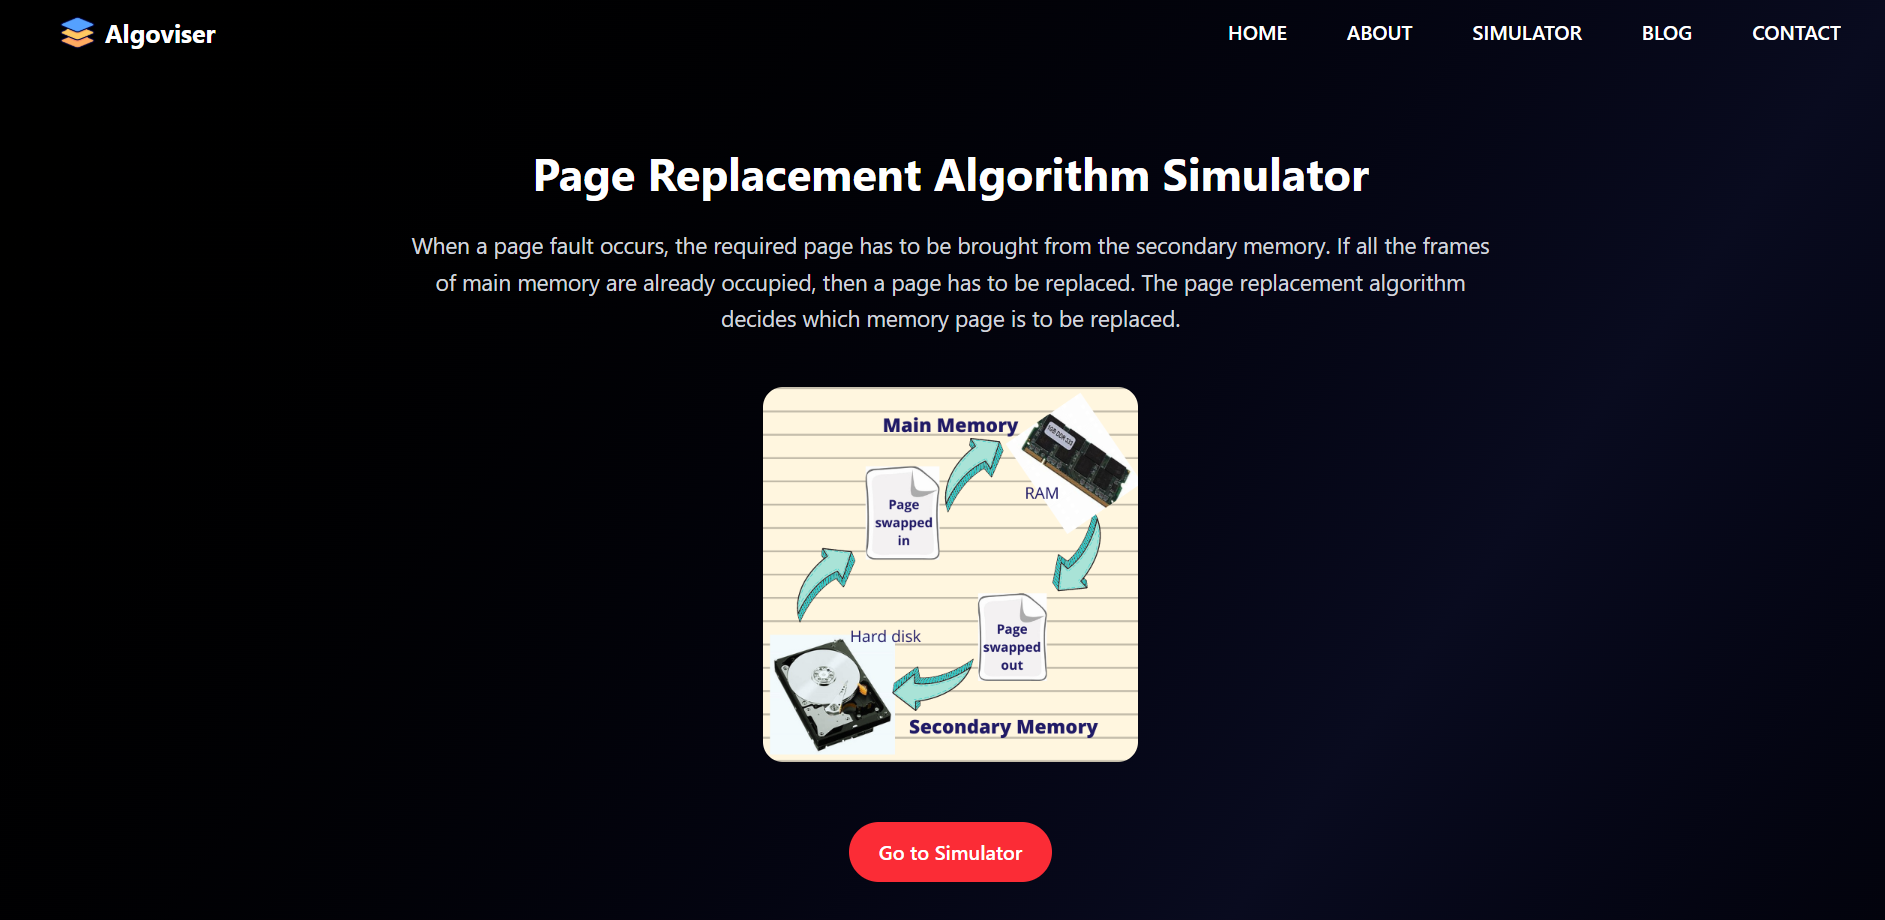 Algoviser
HOME
ABOUT
SIMULATOR
BLOG
CONTACT
Page Replacement Algorithm Simulator
When a page fault occurs, the required page has to be brought from the secondary memory. If all the frames
of main memory are already occupied, then a page has to be replaced. The page replacement algorithm
decides which memory page is to be replaced.
Main Memory
RAM
Page
swapped
in
Page
swapped
out
Hard disk
Secondary Memory
Go to Simulator